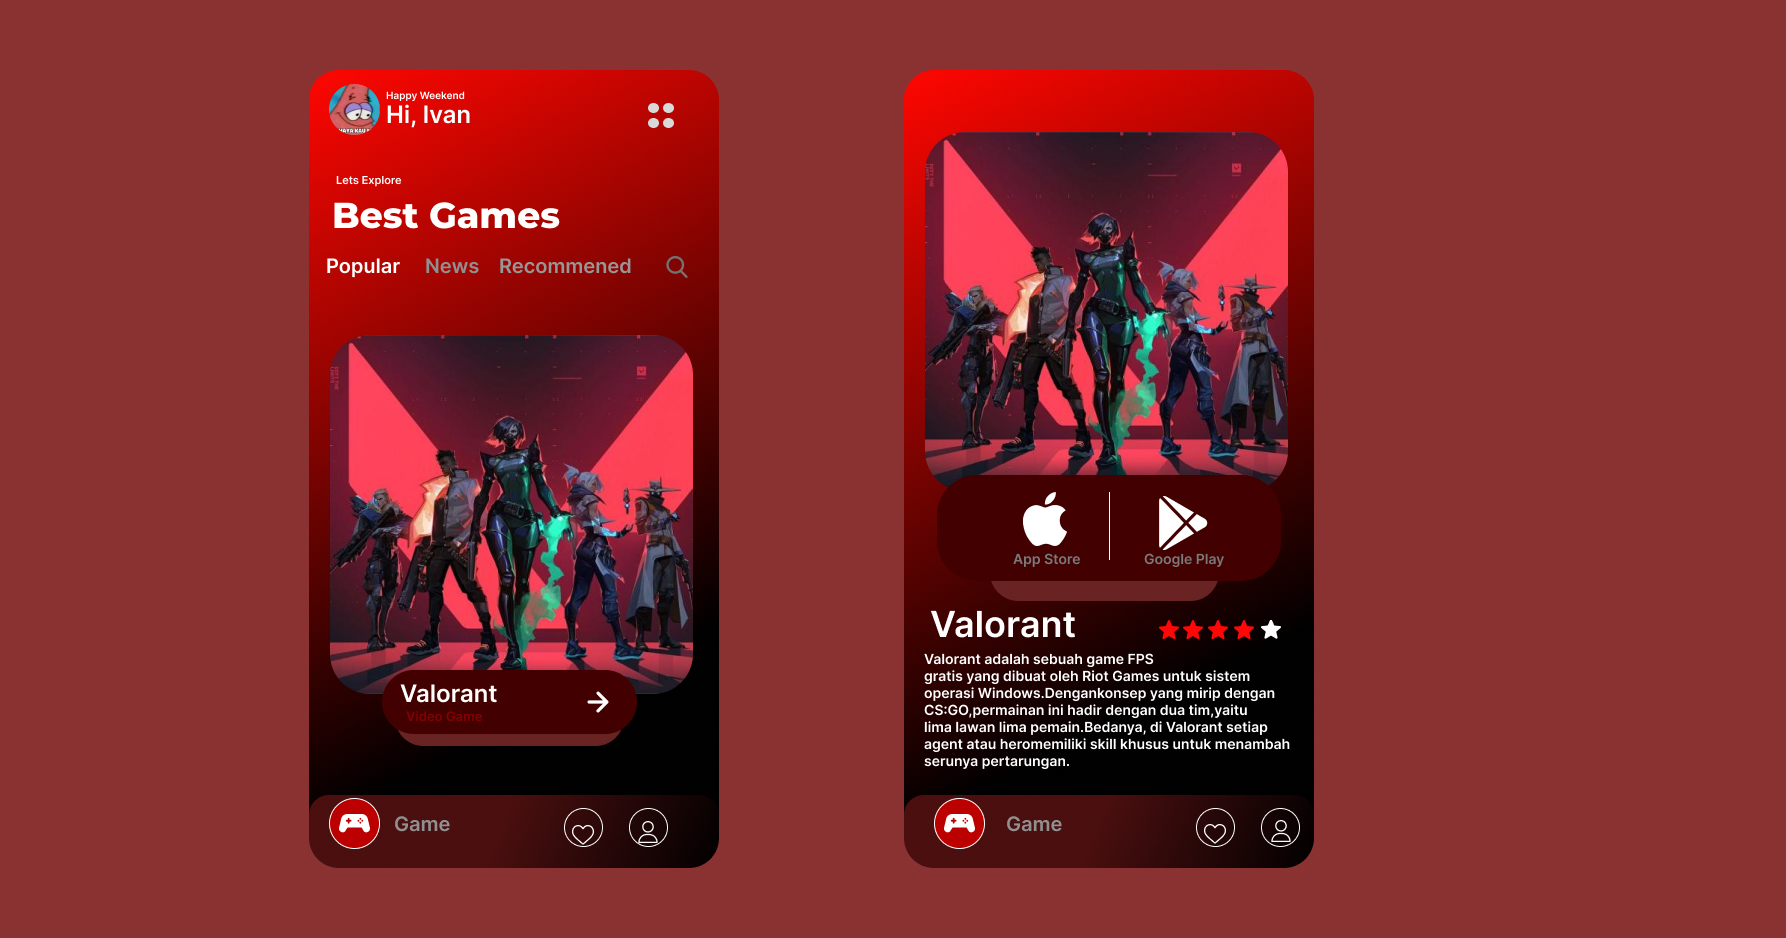 Happy Weekend
Hi, Ivan
Lets Explore
Best Games
Popular News Recommened
Valorant
Video Game
Game
App Store Google Play
Valorant
Valorant adalah sebuah game FPS
gratis yang dibuat oleh Riot Games untuk sistem
operasi Windows.Dengankonsep yang mirip dengan
CS:GO,permainan ini hadir dengan dua tim,yaitu
lima lawan lima pemain.Bedanya, di Valorant setiap
agent atau heromemiliki skill khusus untuk menambah
serunya pertarungan.
Game